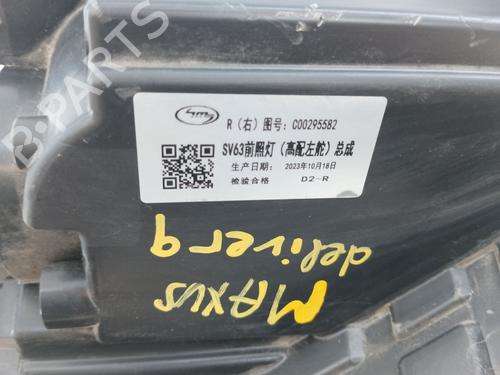 R（右）图号：C00295582
SV63前照灯（高配左舵）总成
生产日期： 2023年10月18日
检验合格 D2-R
MAXUS
deliver 9
B-PARTS